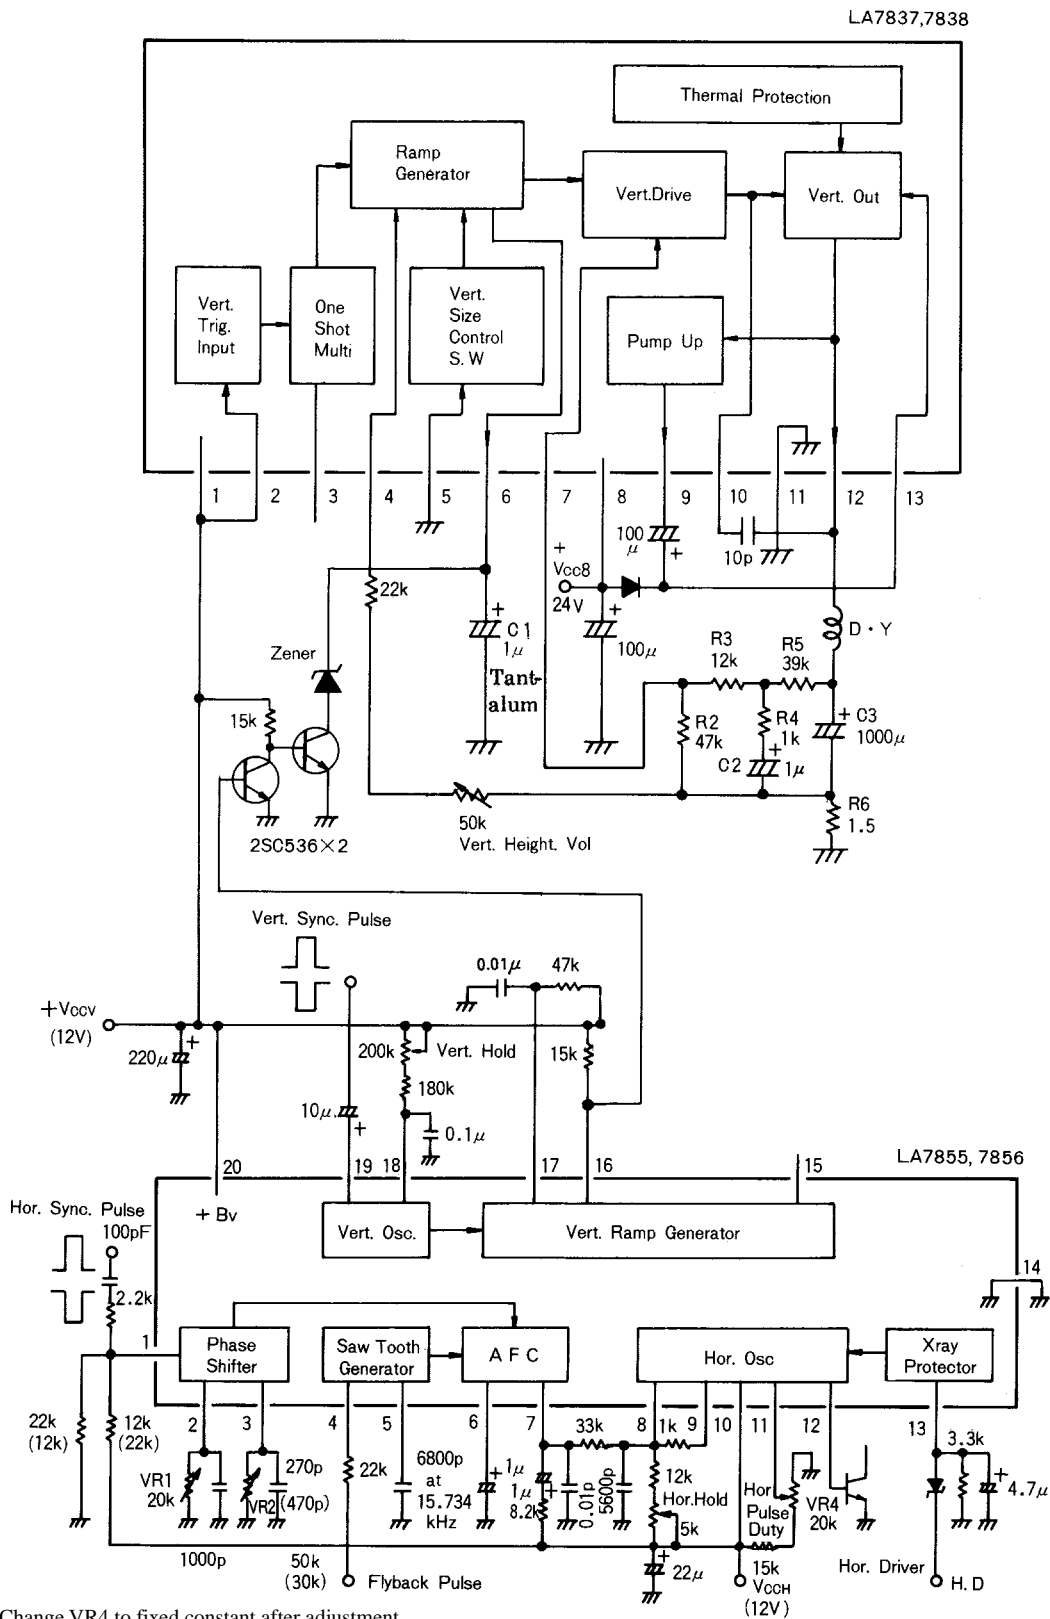 LA7837,7838
Thermal Protection
Ramp
Generator
Vert.Drive
Vert. Out
Vert.
Trig.
Input
One
Shot
Multi
Vert.
Size
Control
S.W
Pump Up
1 2 3 4 5 6 7 8 9 10 11 12 13
100
μ
+
10p
+
Vcc8
24V
22k
+
C1
1μ
Tant-
alum
+
100μ
D・Y
Zener
R3
12k
R5
39k
15k
R2
47k
R4
1k
+ C3
1000μ
C2
+
1μ
50k
Vert. Height. Vol
R6
1.5
2SC536×2
Vert. Sync. Pulse
0.01μ
47k
+Vccv
(12V)
220μ
+
200k
Vert. Hold
15k
180k
10μ
+
0.1μ
LA7855, 7856
20
19 18
17
16
15
Hor. Sync. Pulse
100pF
+Bv
Vert. Osc.
Vert. Ramp Generator
14
2.2k
1
Phase
Shifter
Saw Tooth
Generator
AFC
Hor. Osc
Xray
Protector
2 3 4 5 6 7 8 9 10 11 12 13
22k
(12k)
12k
(22k)
33k
1k
3.3k
VR1
20k
VR2
270p
(470p)
22k
6800p
at
15.734
kHz
+
1μ
1μ
+
8.2k
0.01p
5600p
12k
Hor.Hold
5k
Hor
Pulse
Duty
VR4
20k
+
4.7μ
1000p
50k
(30k)
Flyback Pulse
+
22μ
15k
VccH
(12V)
Hor. Driver
H.D
Change VR4 to fixed constant after adjustment